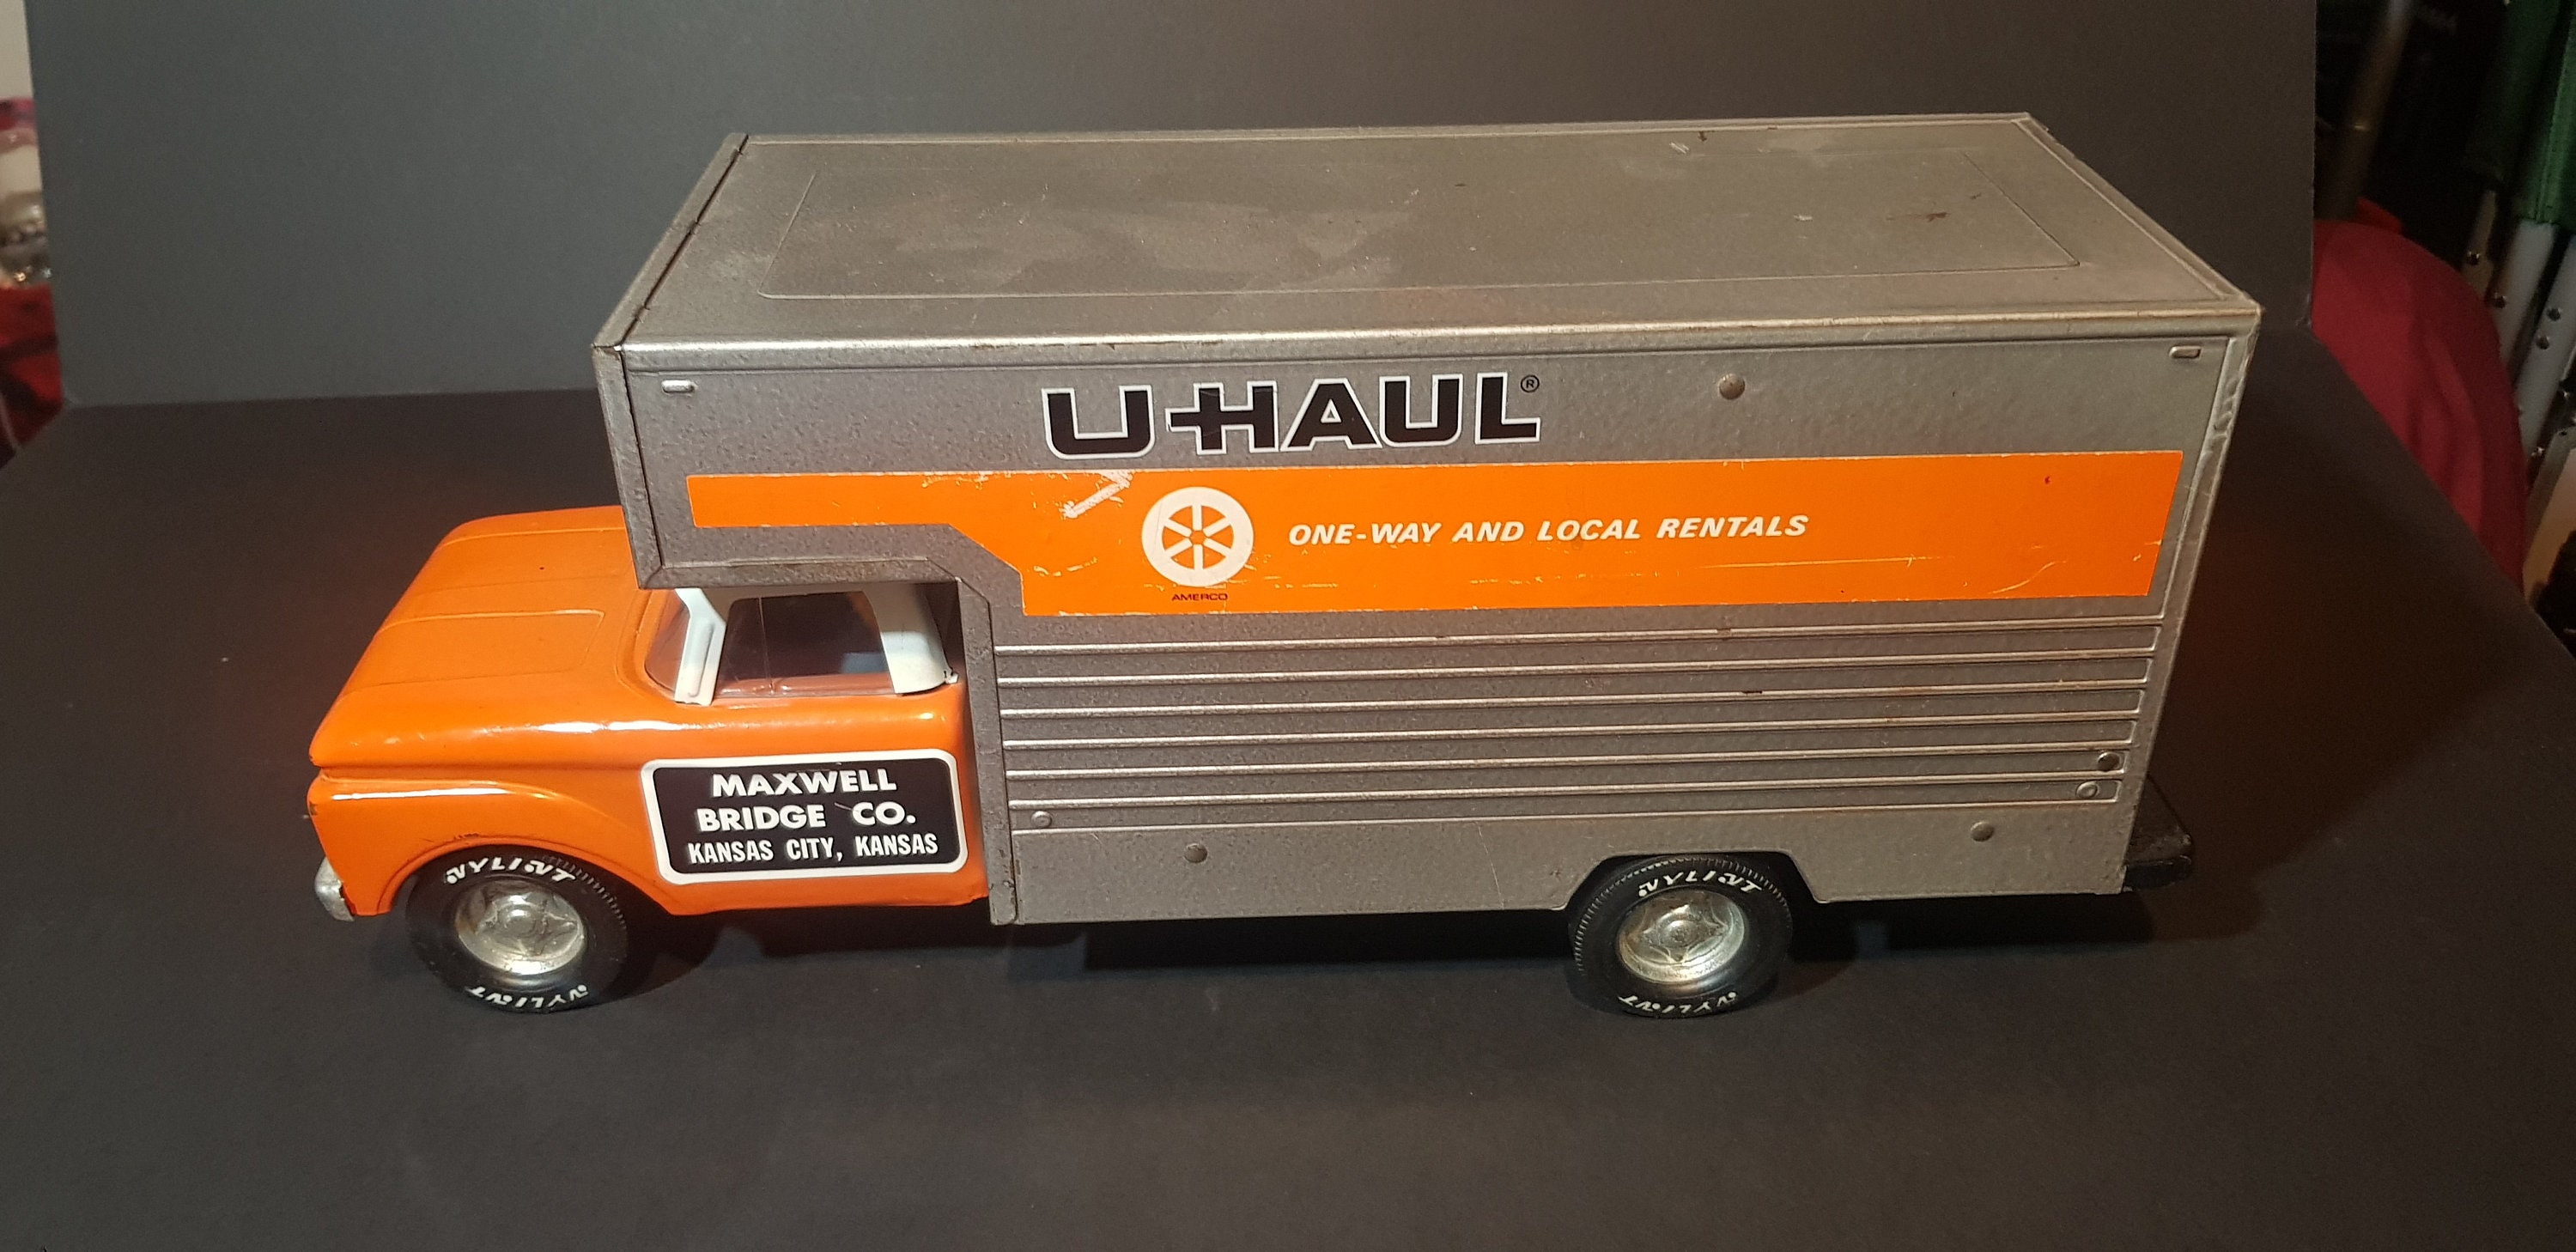 U-HAUL®
ONE-WAY AND LOCAL RENTALS
AMERCO
MAXWELL
BRIDGE CO.
KANSAS CITY, KANSAS
NYLINT
NYLINT
NYLINT
NYLINT